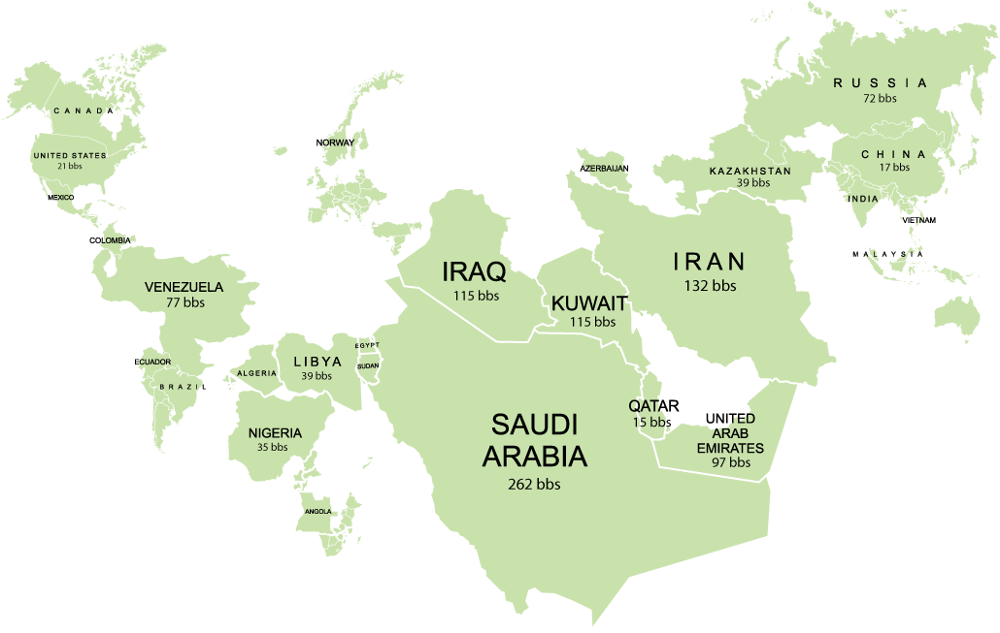 CANADA
UNITED STATES
21 bbs
MEXICO
COLOMBIA
VENEZUELA
77 bbs
ECUADOR
BRAZIL
NORWAY
ALGERIA
LIBYA
39 bbs
EGYPT
SUDAN
NIGERIA
35 bbs
ANGOLA
IRAQ
115 bbs
KUWAIT
115 bbs
IRAN
132 bbs
SAUDI
ARABIA
262 bbs
QATAR
15 bbs
UNITED
ARAB
EMIRATES
97 bbs
AZERBAIJAN
KAZAKHSTAN
39 bbs
RUSSIA
72 bbs
CHINA
17 bbs
INDIA
VIETNAM
MALAYSIA